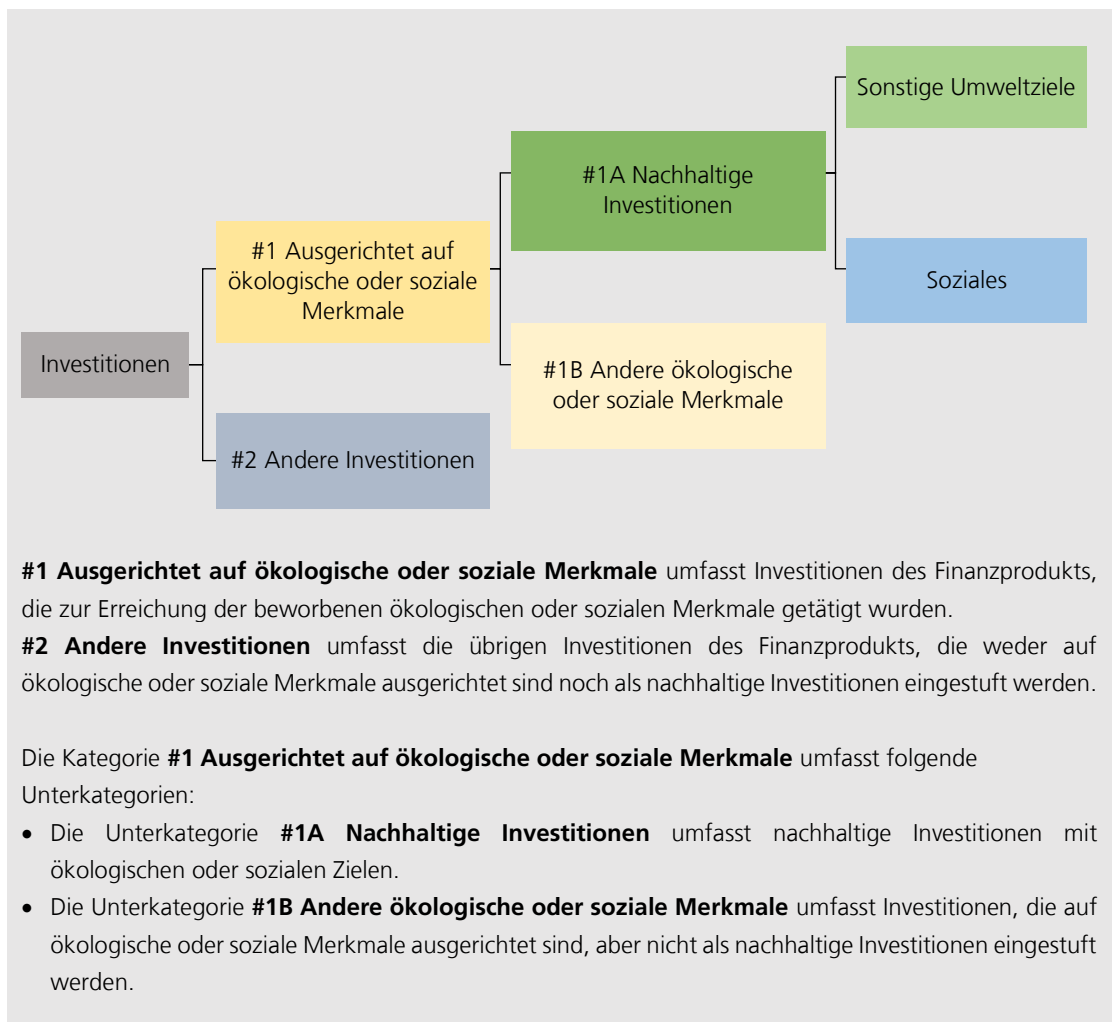 Sonstige Umweltziele
#1A Nachhaltige
Investitionen
#1 Ausgerichtet auf
ökologische oder soziale
Merkmale
Soziales
Investitionen
#1B Andere ökologische
oder soziale Merkmale
#2 Andere Investitionen
#1 Ausgerichtet auf ökologische oder soziale Merkmale umfasst Investitionen des Finanzprodukts,
die zur Erreichung der beworbenen ökologischen oder sozialen Merkmale getätigt wurden.
#2 Andere Investitionen umfasst die übrigen Investitionen des Finanzprodukts, die weder auf
ökologische oder soziale Merkmale ausgerichtet sind noch als nachhaltige Investitionen eingestuft werden.
Die Kategorie #1 Ausgerichtet auf ökologische oder soziale Merkmale umfasst folgende
Unterkategorien:
• Die Unterkategorie #1A Nachhaltige Investitionen umfasst nachhaltige Investitionen mit
ökologischen oder sozialen Zielen.
• Die Unterkategorie #1B Andere ökologische oder soziale Merkmale umfasst Investitionen, die auf
ökologische oder soziale Merkmale ausgerichtet sind, aber nicht als nachhaltige Investitionen eingestuft
werden.